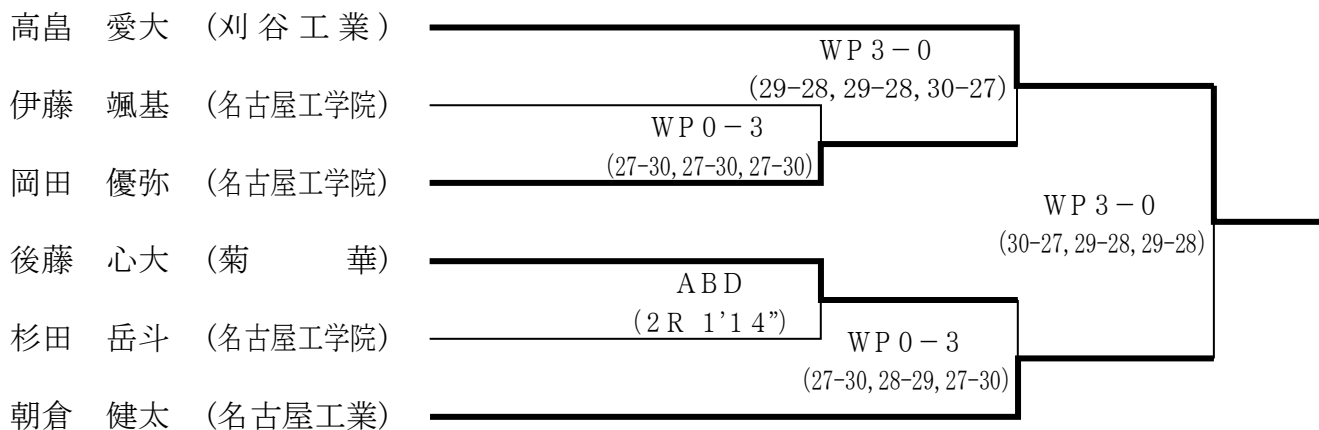 高畠 愛大 (刈谷工業)
WP3-0
(29-28, 29-28, 30-27)
伊藤 颯基 (名古屋工学院)
WP0-3
(27-30, 27-30, 27-30)
岡田 優弥 (名古屋工学院)
WP3-0
(30-27, 29-28, 29-28)
後藤 心大 (菊 華)
ABD
(2R 1'14”)
杉田 岳斗 (名古屋工学院)
WP0-3
(27-30, 28-29, 27-30)
朝倉 健太 (名古屋工業)